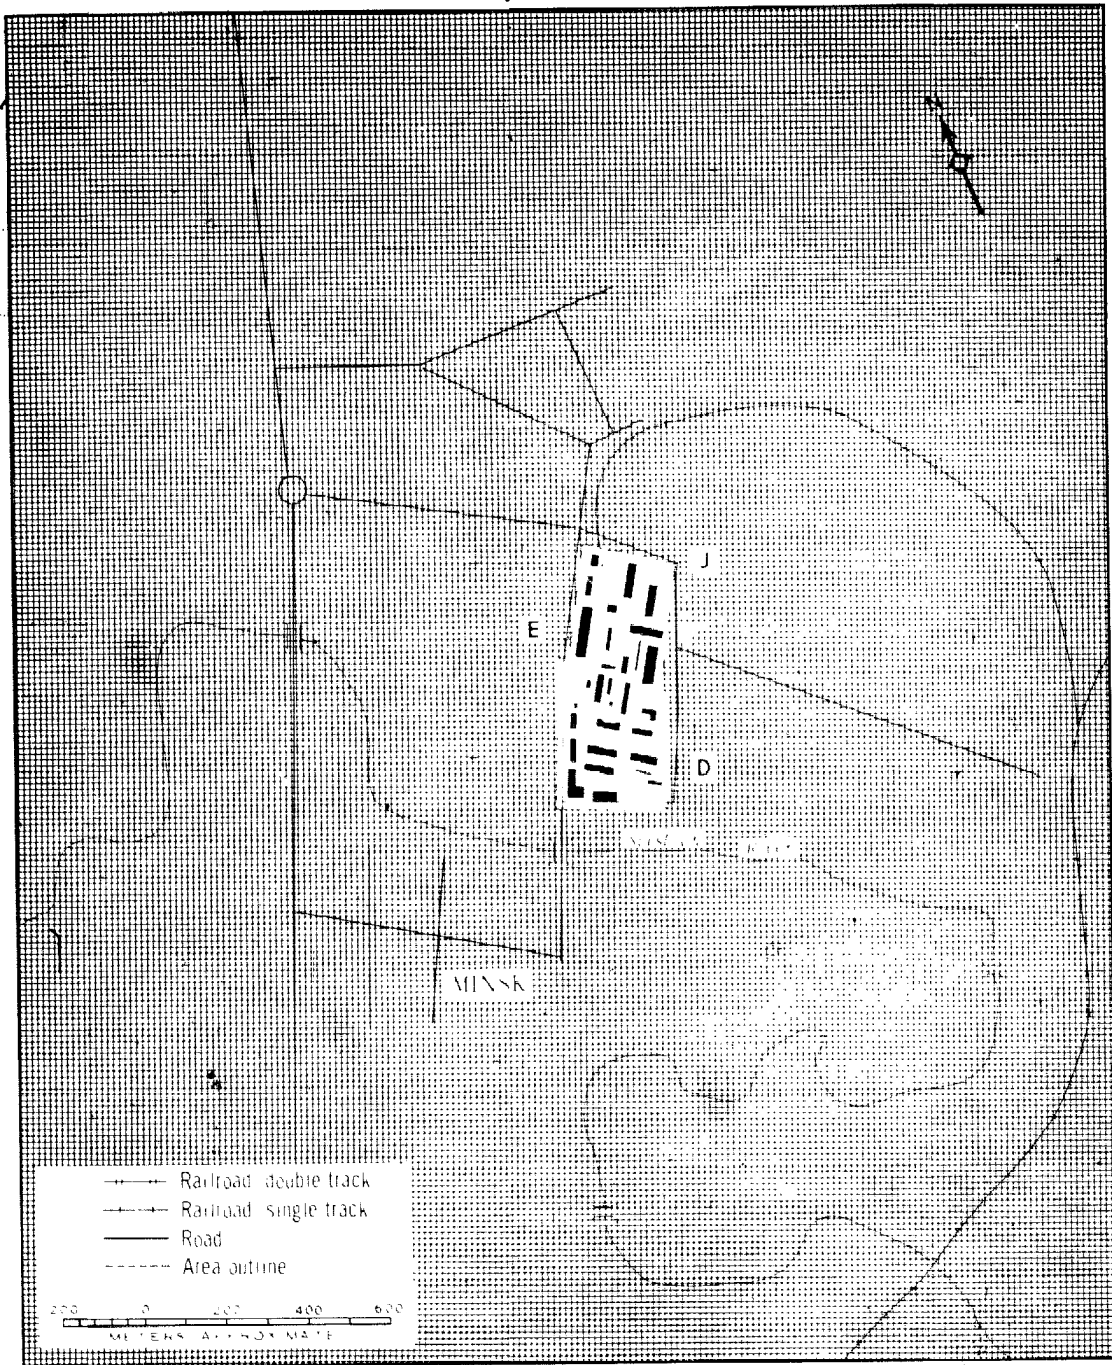 N
J
E
D
MINSK
Railroad double track
Railroad single track
Road
Area outline
200 0 200 400 600
METERS APPROXIMATE